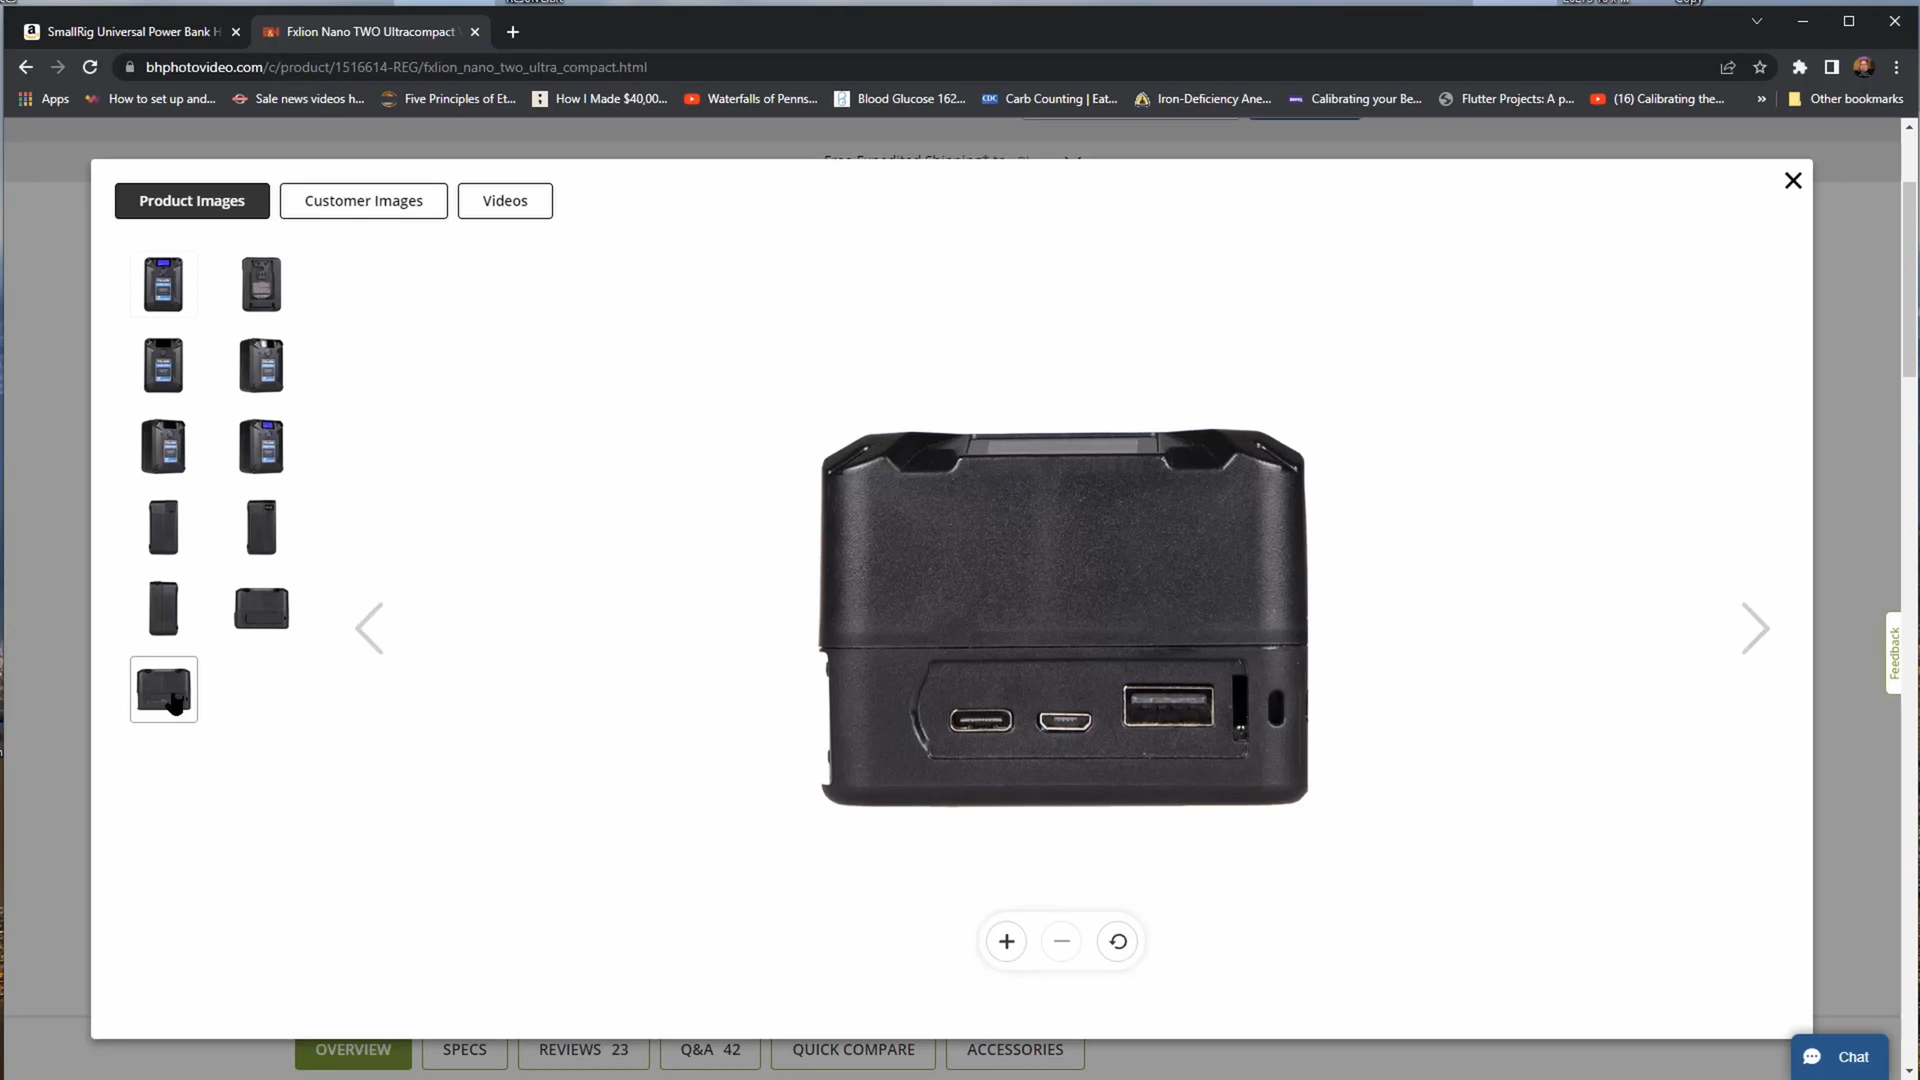 SmallRig Universal Power Bank H
Fxlion Nano TWO Ultracompact
bhphotovideo.com/c/product/1516614-REG/fxlion_nano_two_ultra_compact.html
Apps
How to set up and...
Sale news videos h...
Five Principles of Et...
How I Made $40,00...
Waterfalls of Penns...
Blood Glucose 162...
Carb Counting | Eat...
Iron-Deficiency Ane...
Calibrating your Be...
Flutter Projects: A p...
(16) Calibrating the...
»
Other bookmarks
Product Images
Customer Images
Videos
Feedback
OVERVIEW
SPECS
REVIEWS 23
Q&A 42
QUICK COMPARE
ACCESSORIES
Chat